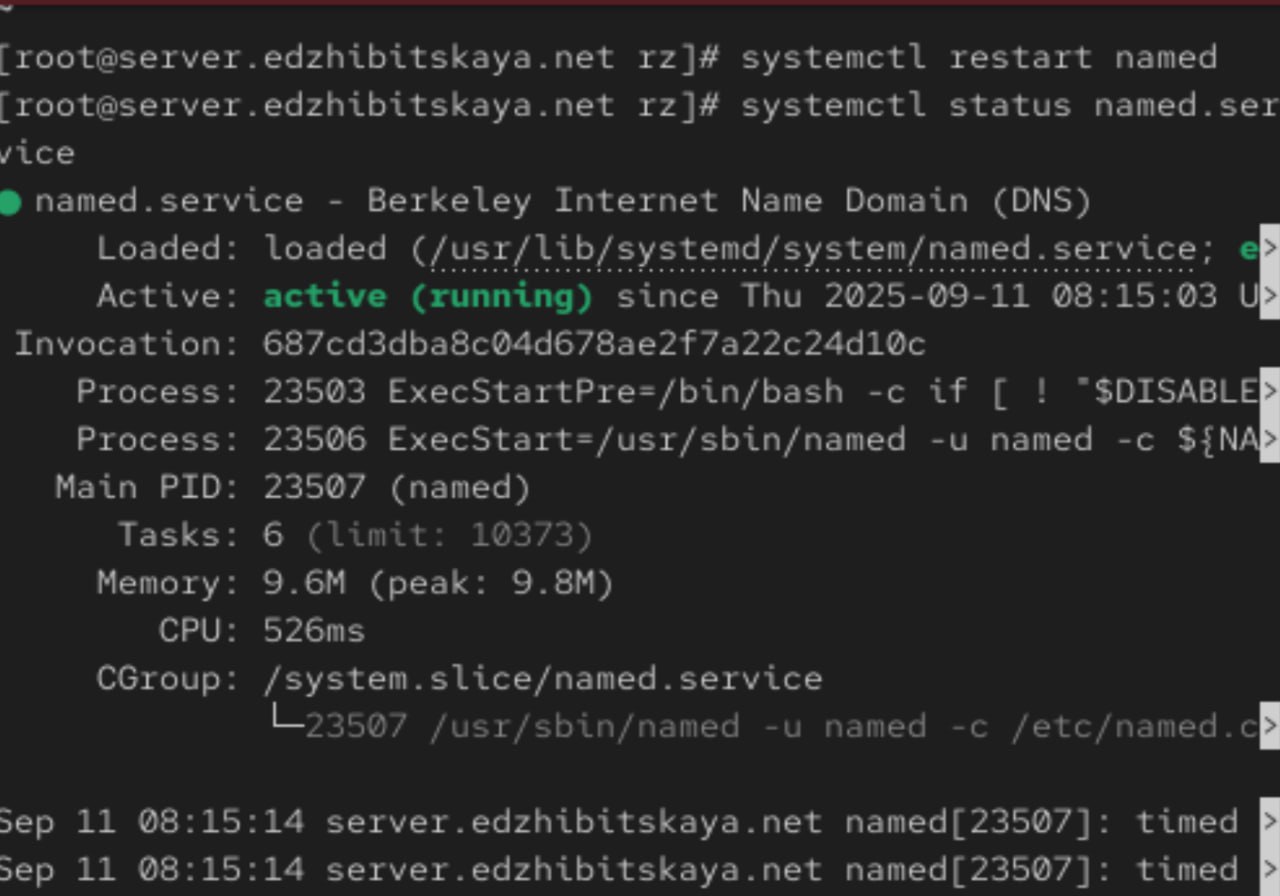 ~
[root@server.edzhibitskaya.net rz]# systemctl restart named
[root@server.edzhibitskaya.net rz]# systemctl status named.ser
vice
● named.service - Berkeley Internet Name Domain (DNS)
Loaded: loaded (/usr/lib/systemd/system/named.service; e>
Active: active (running) since Thu 2025-09-11 08:15:03 U>
Invocation: 687cd3dba8c04d678ae2f7a22c24d10c
Process: 23503 ExecStartPre=/bin/bash -c if [ ! "$DISABLE>
Process: 23506 ExecStart=/usr/sbin/named -u named -c ${NA>
Main PID: 23507 (named)
Tasks: 6 (limit: 10373)
Memory: 9.6M (peak: 9.8M)
CPU: 526ms
CGroup: /system.slice/named.service
└─23507 /usr/sbin/named -u named -c /etc/named.c>
Sep 11 08:15:14 server.edzhibitskaya.net named[23507]: timed >
Sep 11 08:15:14 server.edzhibitskaya.net named[23507]: timed >